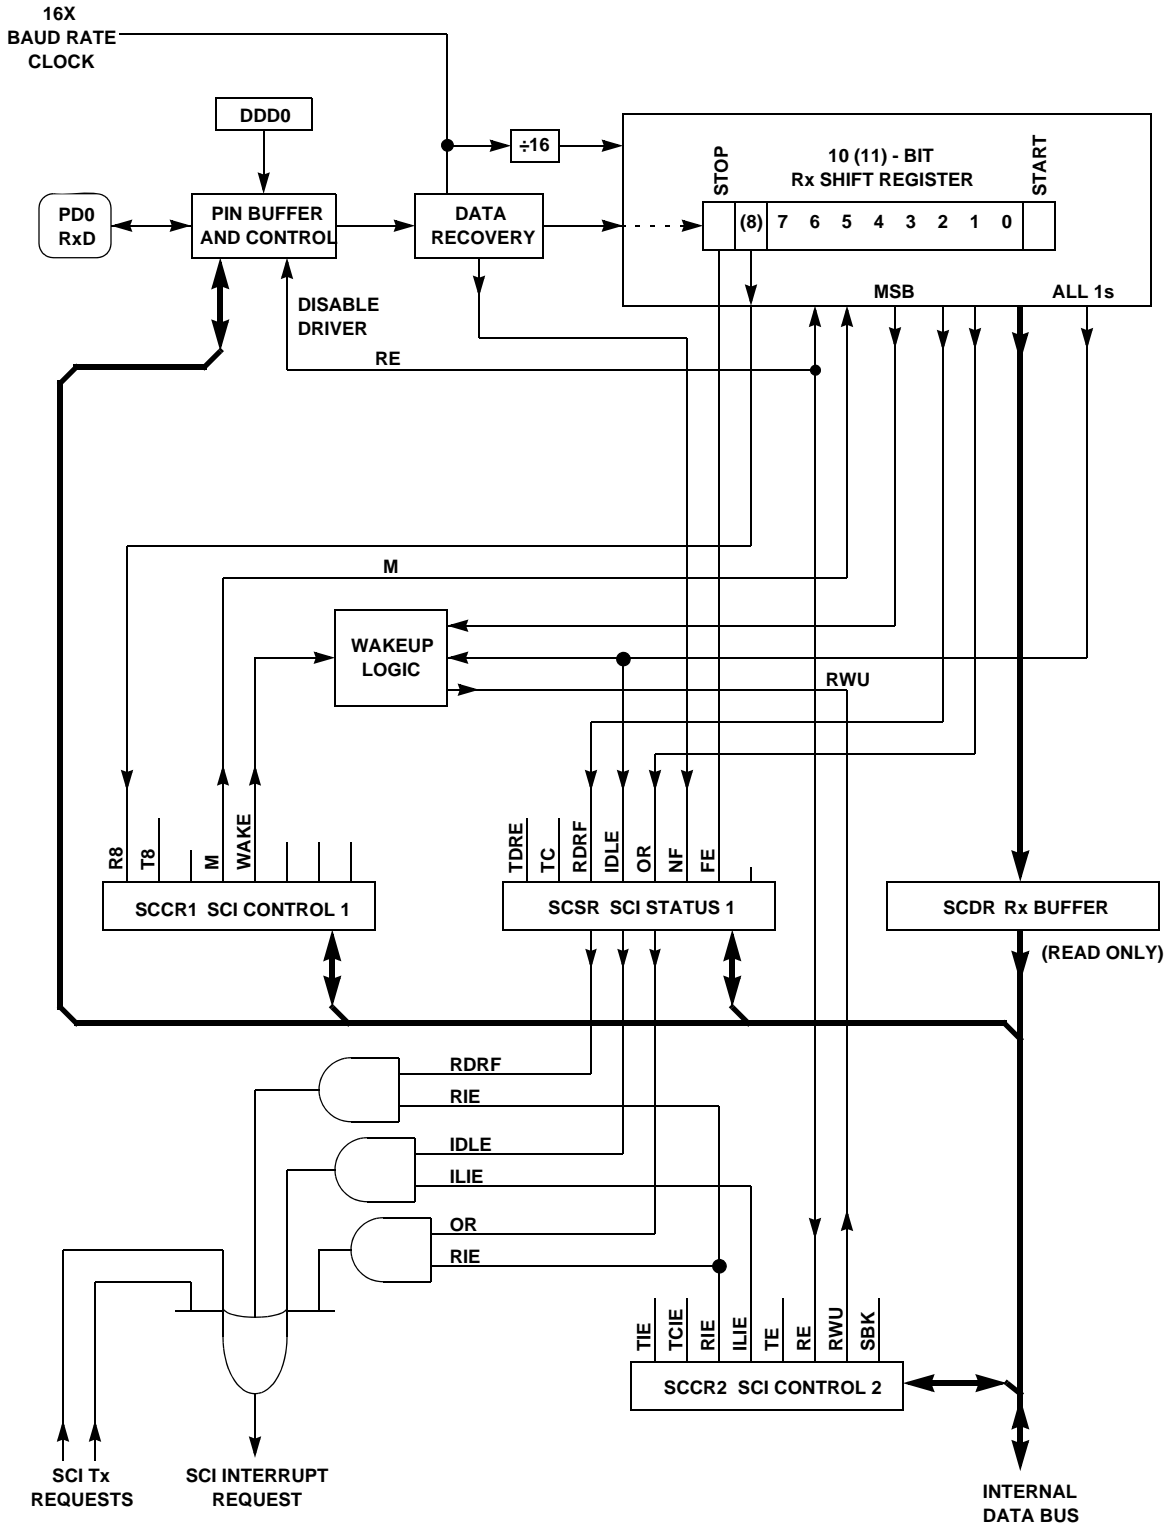 16X
BAUD RATE
CLOCK
DDD0
÷16
10 (11) - BIT
Rx SHIFT REGISTER
STOP
START
(8) 7 6 5 4 3 2 1 0
PD0
RxD
PIN BUFFER
AND CONTROL
DATA
RECOVERY
MSB
ALL 1s
DISABLE
DRIVER
RE
M
WAKEUP
LOGIC
RWU
R8
T8
M
WAKE
TDRE
TC
RDRF
IDLE
OR
NF
FE
SCCR1 SCI CONTROL 1
SCSR SCI STATUS 1
SCDR Rx BUFFER
(READ ONLY)
RDRF
RIE
IDLE
ILIE
OR
RIE
TIE
TCIE
RIE
ILIE
TE
RE
RWU
SBK
SCCR2 SCI CONTROL 2
SCI Tx
REQUESTS
SCI INTERRUPT
REQUEST
INTERNAL
DATA BUS